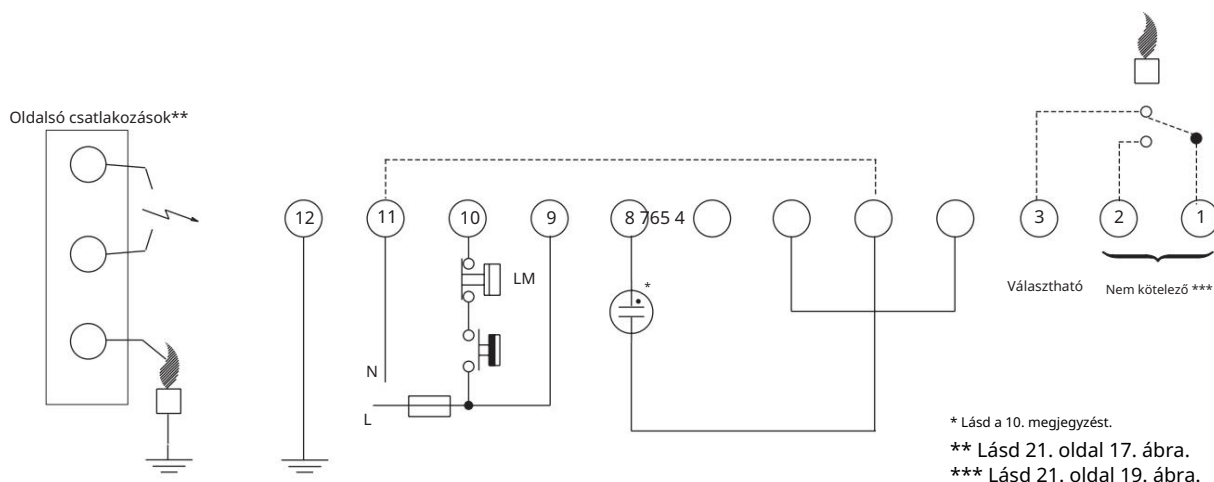 Oldalsó csatlakozások**
12 11 10 9 8 765 4 3 2 1
LM
*
Választható
Nem kötelező ***
N
L
* Lásd a 10. megjegyzést.
** Lásd 21. oldal 17. ábra.
*** Lásd 21. oldal 19. ábra.